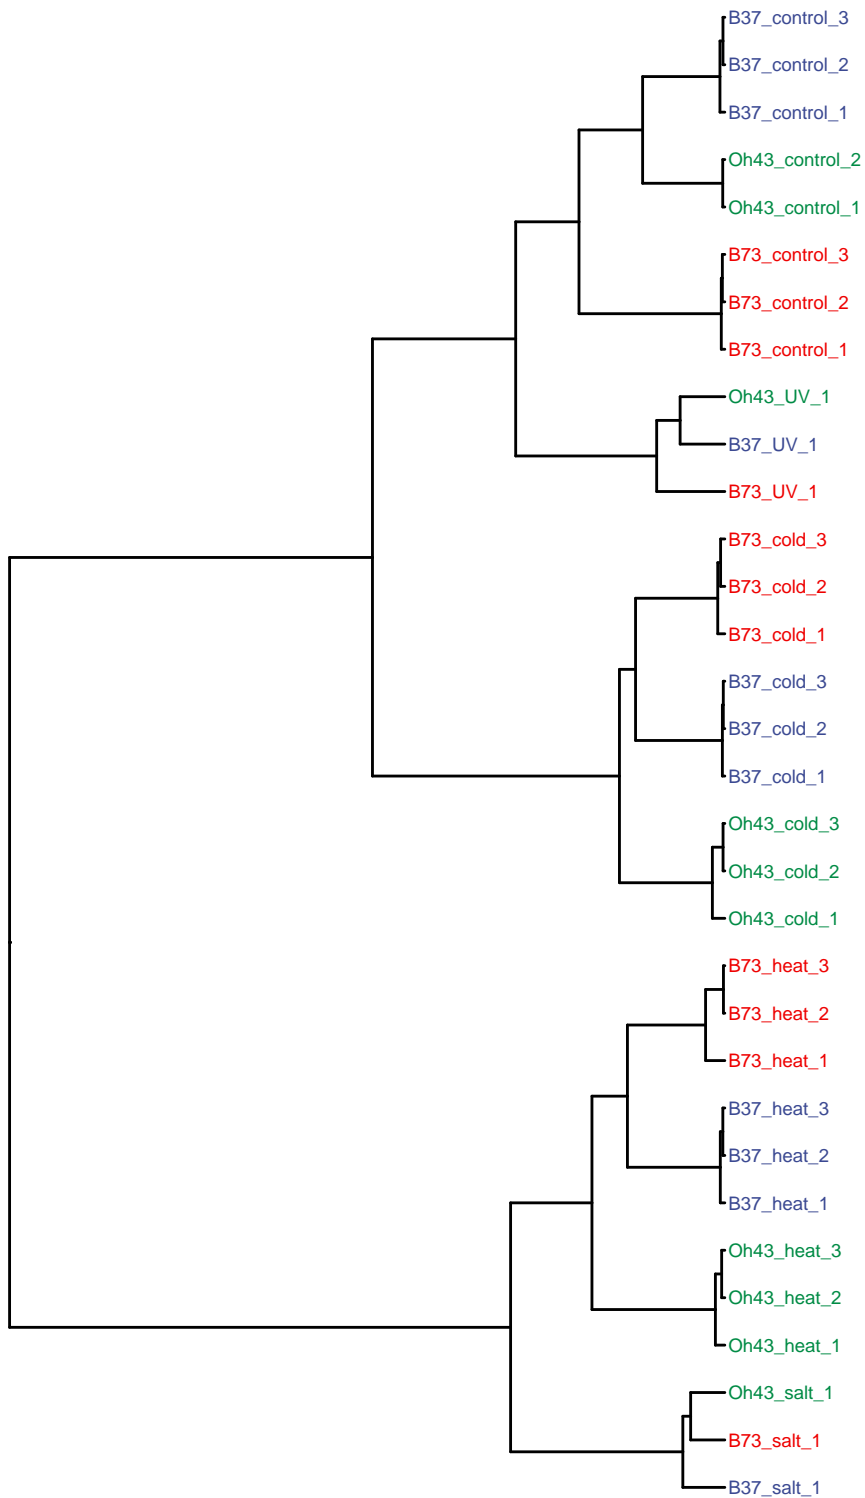 B37_control_3
B37_control_2
B37_control_1
Oh43_control_2
Oh43_control_1
B73_control_3
B73_control_2
B73_control_1
Oh43_UV_1
B37_UV_1
B73_UV_1
B73_cold_3
B73_cold_2
B73_cold_1
B37_cold_3
B37_cold_2
B37_cold_1
Oh43_cold_3
Oh43_cold_2
Oh43_cold_1
B73_heat_3
B73_heat_2
B73_heat_1
B37_heat_3
B37_heat_2
B37_heat_1
Oh43_heat_3
Oh43_heat_2
Oh43_heat_1
Oh43_salt_1
B73_salt_1
B37_salt_1